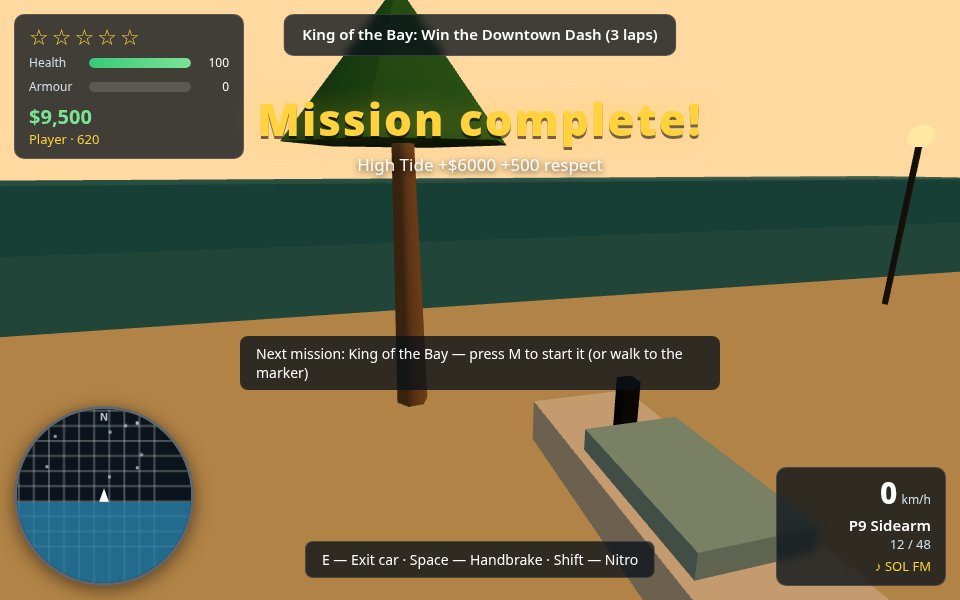 ☆☆☆☆☆
Health 100
Armour 0
$9,500
Player · 620
King of the Bay: Win the Downtown Dash (3 laps)
Mission complete!
High Tide +$6000 +500 respect
Next mission: King of the Bay — press M to start it (or walk to the
marker)
N
E — Exit car · Space — Handbrake · Shift — Nitro
0 km/h
P9 Sidearm
12 / 48
♪ SOL FM